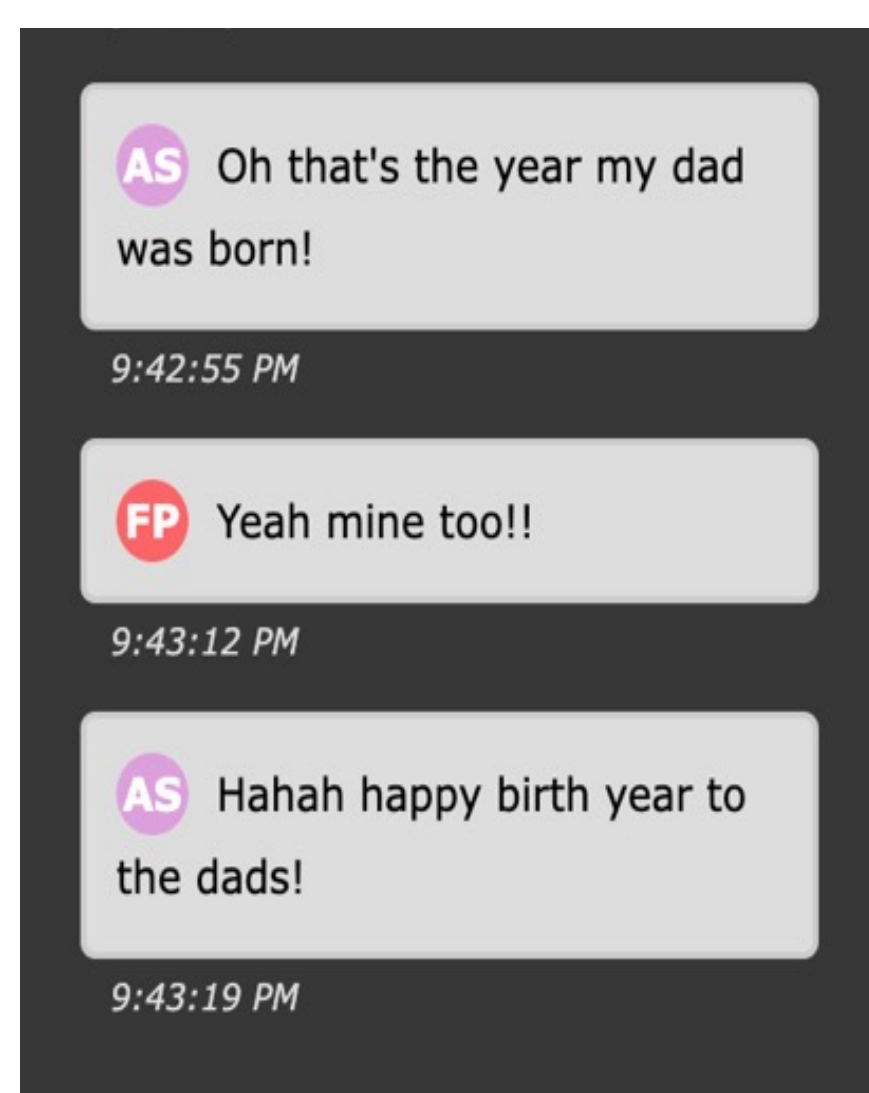 AS Oh that's the year my dad
was born!
9:42:55 PM
FP Yeah mine too!!
9:43:12 PM
AS Hahah happy birth year to
the dads!
9:43:19 PM